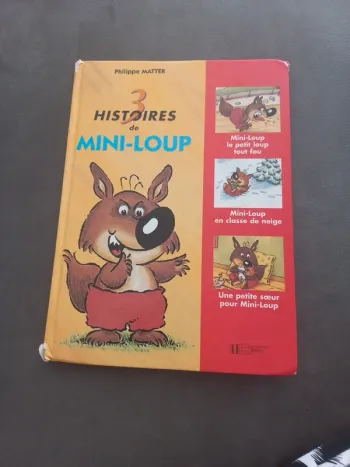 Philippe MATTER
3
HISTOIRES
de
MINI-LOUP
Mini-Loup
le petit loup
tout fou
Mini-Loup
en classe de neige
Une petite sœur
pour Mini-Loup
H